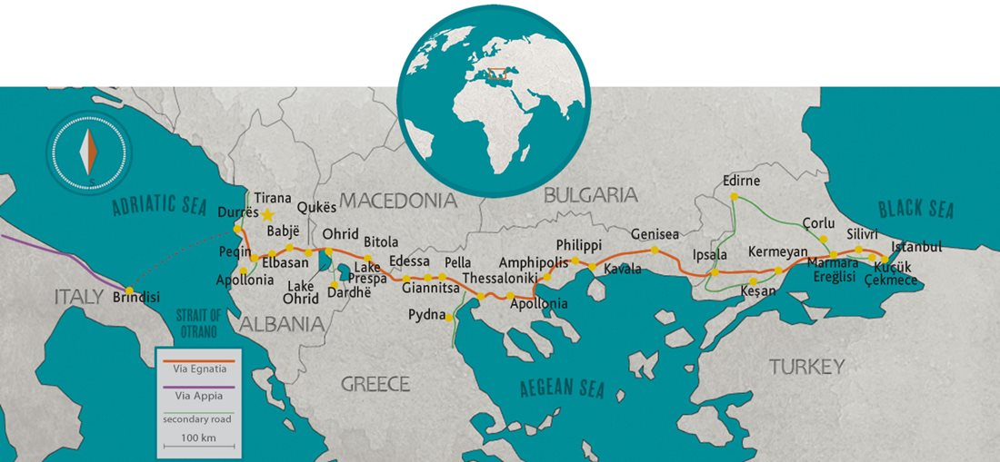 Edirne
BULGARIA
MACEDONIA
Tirana
Qukës
ADRIATIC SEA
Durrës
BLACK SEA
Babjë
Ohrid
Çorlu
Silivri
Genisea
Bitola
Philippi
Ipsala
Kermeyan
Istanbul
Peqin
Elbasan
Edessa
Pella
Amphipolis
Kavala
Marmara
Ereğlisi
Küçük
Çekmece
Lake
Prespa
Apollonia
Giannitsa
Thessaloniki
Lake
Ohrid
Dardhë
Keşan
ITALY
Brindisi
Apollonia
Pydna
STRAIT OF
OTRANO
ALBANIA
GREECE
AEGEAN SEA
TURKEY
Via Egnatia
Via Appia
secondary road
100 km